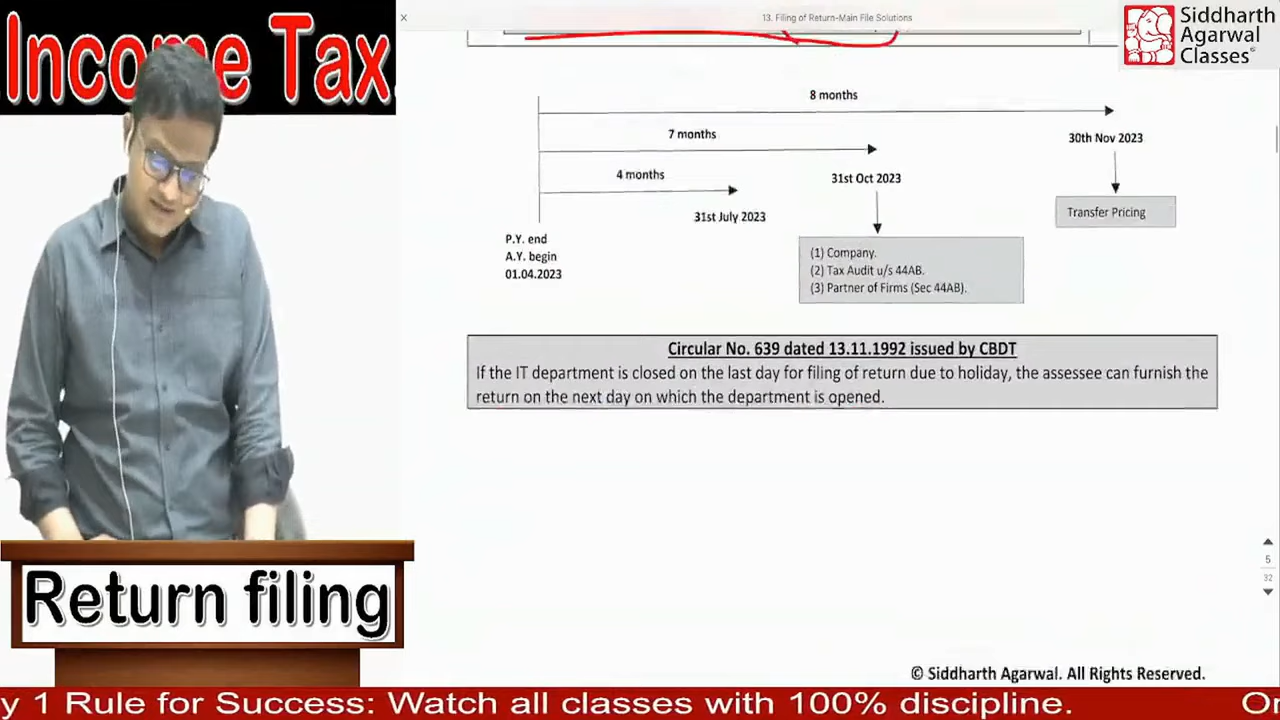 Income Tax
×
13. Filing of Return-Main File Solutions
Siddharth
Agarwal
Classes
8 months
7 months
30th Nov 2023
4 months
31st Oct 2023
31st July 2023
Transfer Pricing
P.Y. end
A.Y. begin
01.04.2023
(1) Company.
(2) Tax Audit u/s 44AB.
(3) Partner of Firms (Sec 44AB).
Circular No. 639 dated 13.11.1992 issued by CBDT
If the IT department is closed on the last day for filing of return due to holiday, the assessee can furnish the
return on the next day on which the department is opened.
5
32
Return filing
© Siddharth Agarwal. All Rights Reserved.
y 1 Rule for Success: Watch all classes with 100% discipline.